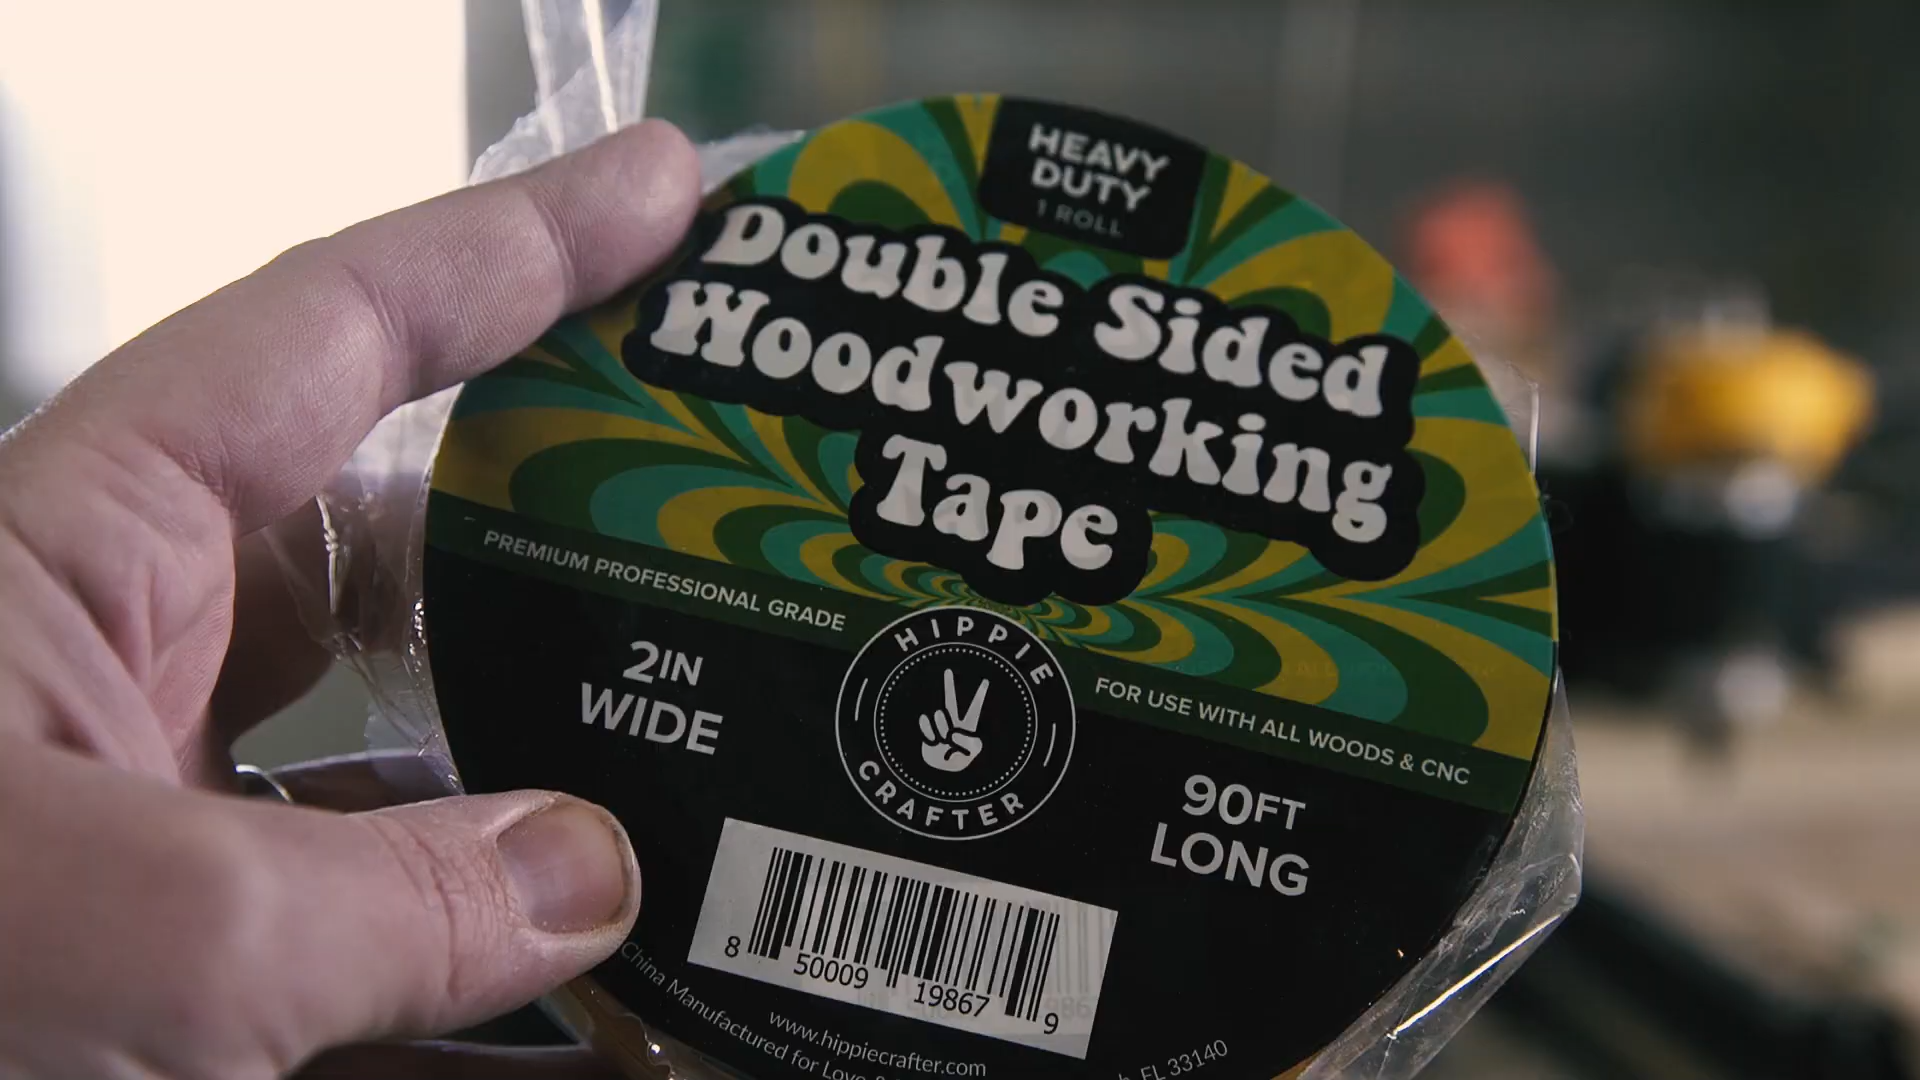 HEAVY
DUTY
1 ROLL
Double Sided
Woodworking
Tape
PREMIUM PROFESSIONAL GRADE
FOR USE WITH ALL WOODS & CNC
2IN
WIDE
HIPPIE
CRAFTER
90FT
LONG
8 50009 19867 9
www.hippiecrafter.com
China Manufactured for Love &
FL 33140